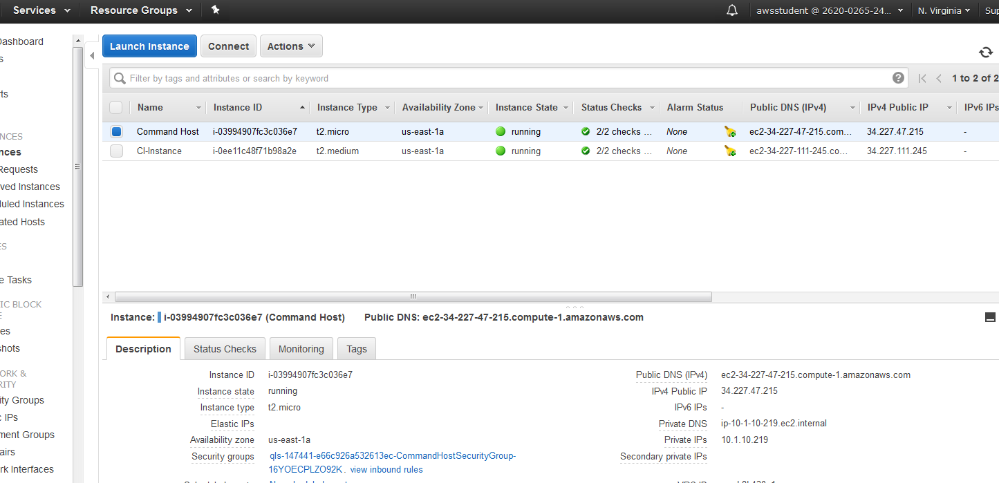 Services Resource Groups awsstudent @ 2620-0265-24... N. Virginia Sup
Dashboard
s
rts
NCES
nces
Requests
ved Instances
duled Instances
ated Hosts
ES
e Tasks
IC BLOCK
E
es
shots
ORK &
RITY
ity Groups
c IPs
ment Groups
airs
rk Interfaces
Launch Instance Connect Actions
Filter by tags and attributes or search by keyword ? 1 to 2 of 2
Name Instance ID Instance Type Availability Zone Instance State Status Checks Alarm Status Public DNS (IPv4) IPv4 Public IP IPv6 IPs
Command Host i-03994907fc3c036e7 t2.micro us-east-1a running 2/2 checks ... None ec2-34-227-47-215.com... 34.227.47.215 -
CI-Instance i-0ee11c48f71b98a2e t2.medium us-east-1a running 2/2 checks ... None ec2-34-227-111-245.co... 34.227.111.245 -
Instance: i-03994907fc3c036e7 (Command Host) Public DNS: ec2-34-227-47-215.compute-1.amazonaws.com
Description Status Checks Monitoring Tags
Instance ID i-03994907fc3c036e7 Public DNS (IPv4) ec2-34-227-47-215.compute-1.amazonaws.com
Instance state running IPv4 Public IP 34.227.47.215
Instance type t2.micro IPv6 IPs -
Elastic IPs Private DNS ip-10-1-10-219.ec2.internal
Availability zone us-east-1a Private IPs 10.1.10.219
Security groups qls-147441-e66c926a532613ec-CommandHostSecurityGroup- Secondary private IPs
16YOECPLZO92K . view inbound rules